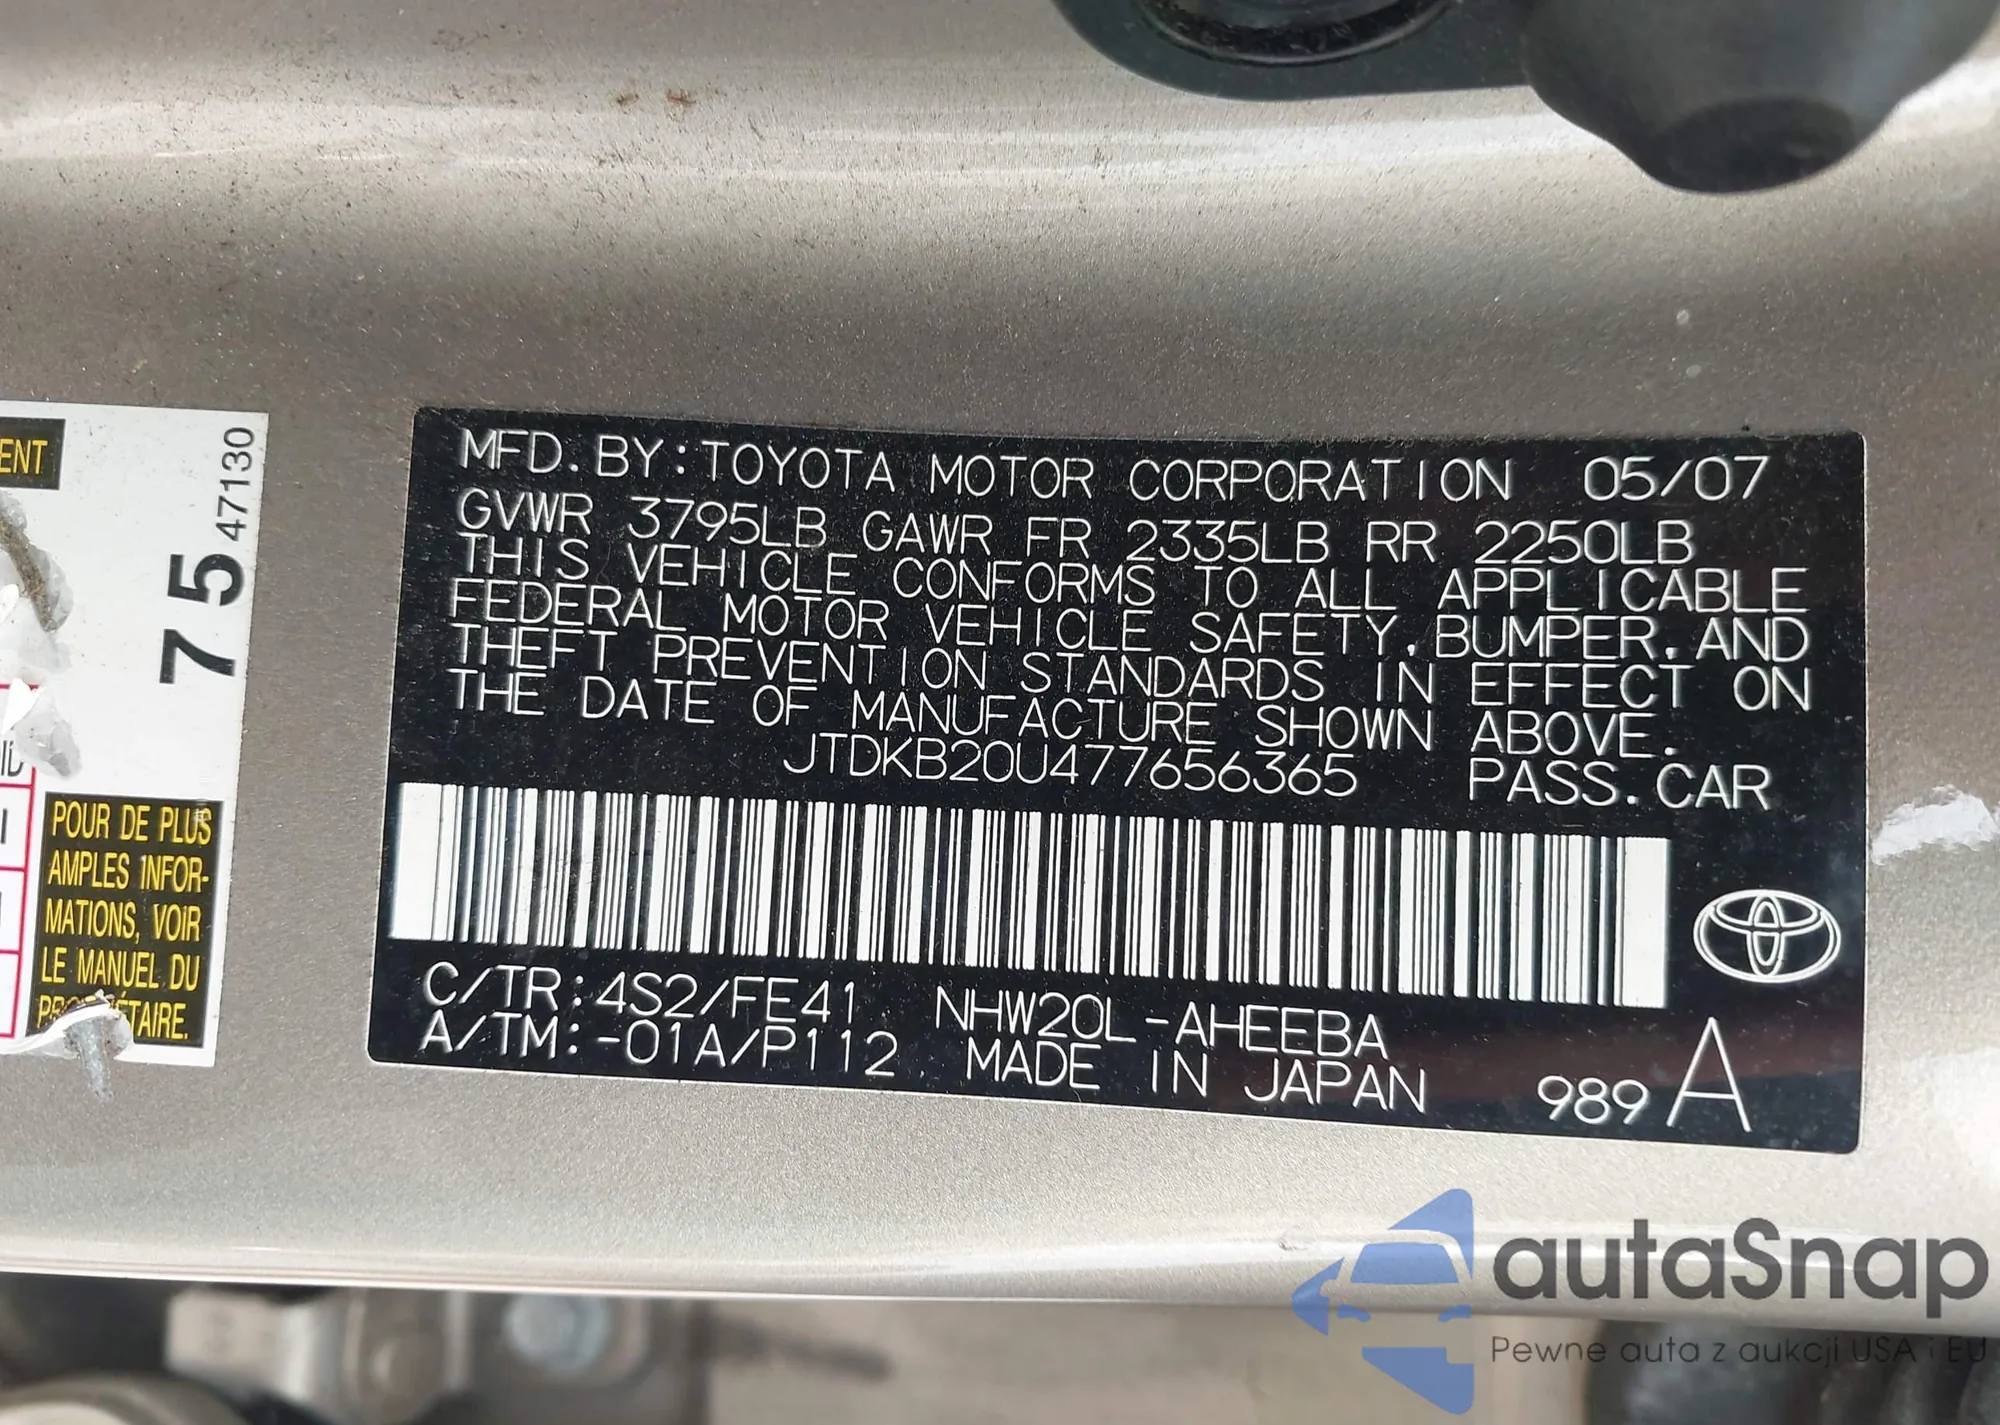 MFD. BY: TOYOTA MOTOR CORPORATION 05/07
GVWR 3795LB GAWR FR 2335LB RR 2250LB
THIS VEHICLE CONFORMS TO ALL APPLICABLE
FEDERAL MOTOR VEHICLE SAFETY, BUMPER, AND
THEFT PREVENTION STANDARDS IN EFFECT ON
THE DATE OF MANUFACTURE SHOWN ABOVE.
JTDKB20U477656365 PASS. CAR
C/TR: 4S2/FE41 NHW20L-AHEEBA
A/TM: -01A/P112 MADE IN JAPAN 989 A
ENT
75 47130
POUR DE PLUS
AMPLES INFOR-
MATIONS, VOIR
LE MANUEL DU
autaSnap
Pewne auta z aukcji USA i EU